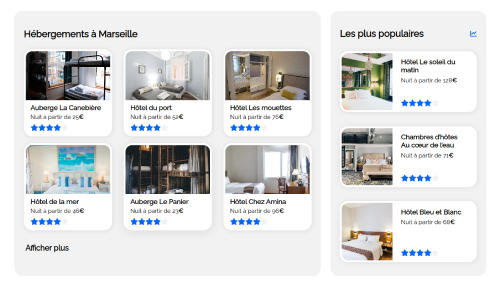 Hébergements à Marseille
Auberge La Canebière
Nuit à partir de 25€
Hôtel du port
Nuit à partir de 52€
Hôtel Les mouettes
Nuit à partir de 76€
Hôtel de la mer
Nuit à partir de 46€
Auberge Le Panier
Nuit à partir de 23€
Hôtel Chez Amina
Nuit à partir de 96€
Afficher plus
Les plus populaires
Hôtel Le soleil du
matin
Nuit à partir de 128€
Chambres d'hôtes
Au cœur de l'eau
Nuit à partir de 71€
Hôtel Bleu et Blanc
Nuit à partir de 68€